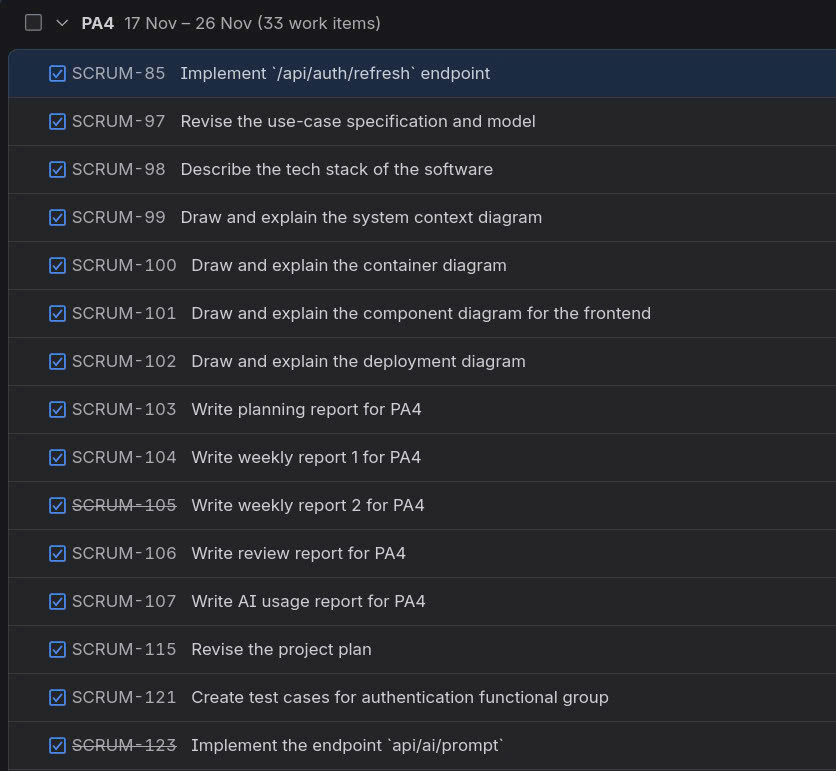 PA4 17 Nov – 26 Nov (33 work items)
SCRUM-85 Implement `/api/auth/refresh` endpoint
SCRUM-97 Revise the use-case specification and model
SCRUM-98 Describe the tech stack of the software
SCRUM-99 Draw and explain the system context diagram
SCRUM-100 Draw and explain the container diagram
SCRUM-101 Draw and explain the component diagram for the frontend
SCRUM-102 Draw and explain the deployment diagram
SCRUM-103 Write planning report for PA4
SCRUM-104 Write weekly report 1 for PA4
SCRUM-105 Write weekly report 2 for PA4
SCRUM-106 Write review report for PA4
SCRUM-107 Write AI usage report for PA4
SCRUM-115 Revise the project plan
SCRUM-121 Create test cases for authentication functional group
SCRUM-123 Implement the endpoint `api/ai/prompt`